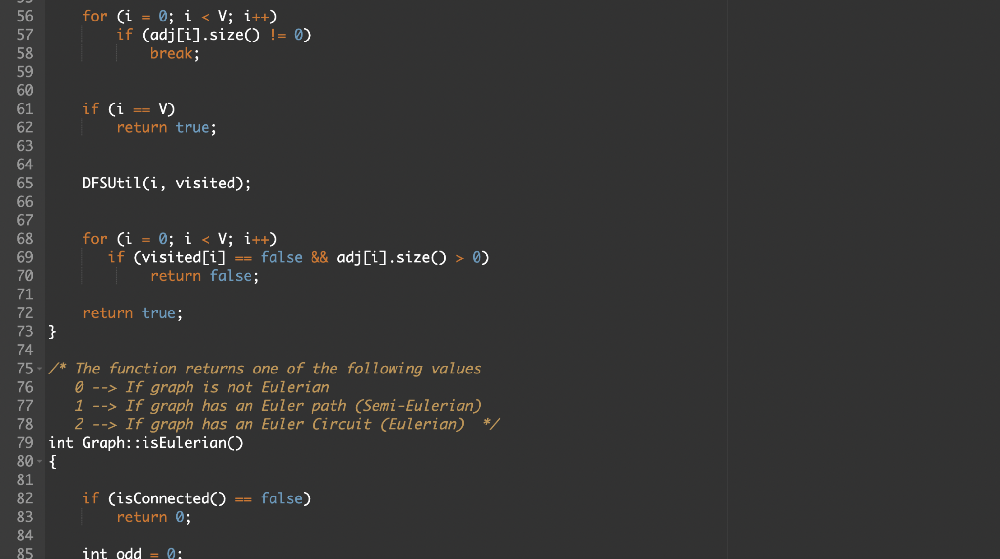 56 for (i = 0; i < V; i++)
57 if (adj[i].size() != 0)
58 break;
59
60
61 if (i == V)
62 return true;
63
64
65 DFSUtil(i, visited);
66
67
68 for (i = 0; i < V; i++)
69 if (visited[i] == false && adj[i].size() > 0)
70 return false;
71
72 return true;
73 }
74
75 /* The function returns one of the following values
76 0 --> If graph is not Eulerian
77 1 --> If graph has an Euler path (Semi-Eulerian)
78 2 --> If graph has an Euler Circuit (Eulerian)  */
79 int Graph::isEulerian()
80 {
81
82 if (isConnected() == false)
83 return 0;
84
85 int odd = 0;